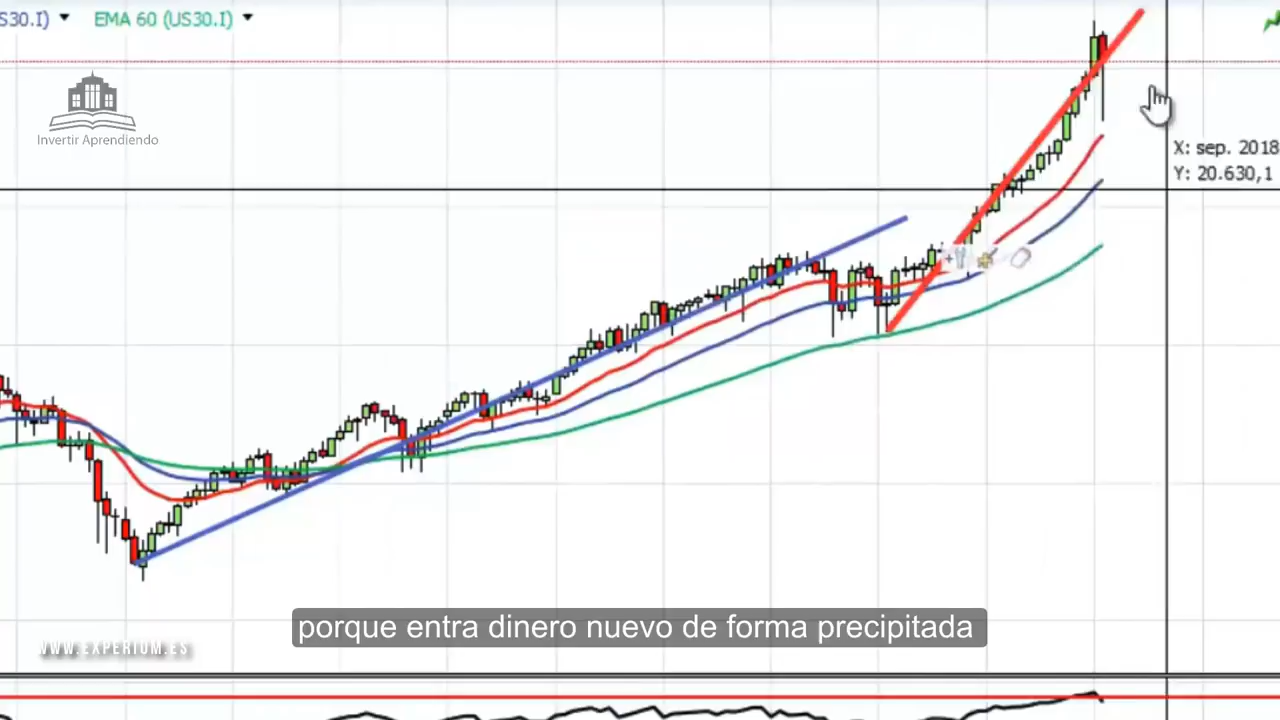 S30.I)
EMA 60 (US30.I)
Invertir Aprendiendo
X: sep. 2018
Y: 20.630,1
porque entra dinero nuevo de forma precipitada
WWW.EXPERIUM.ES